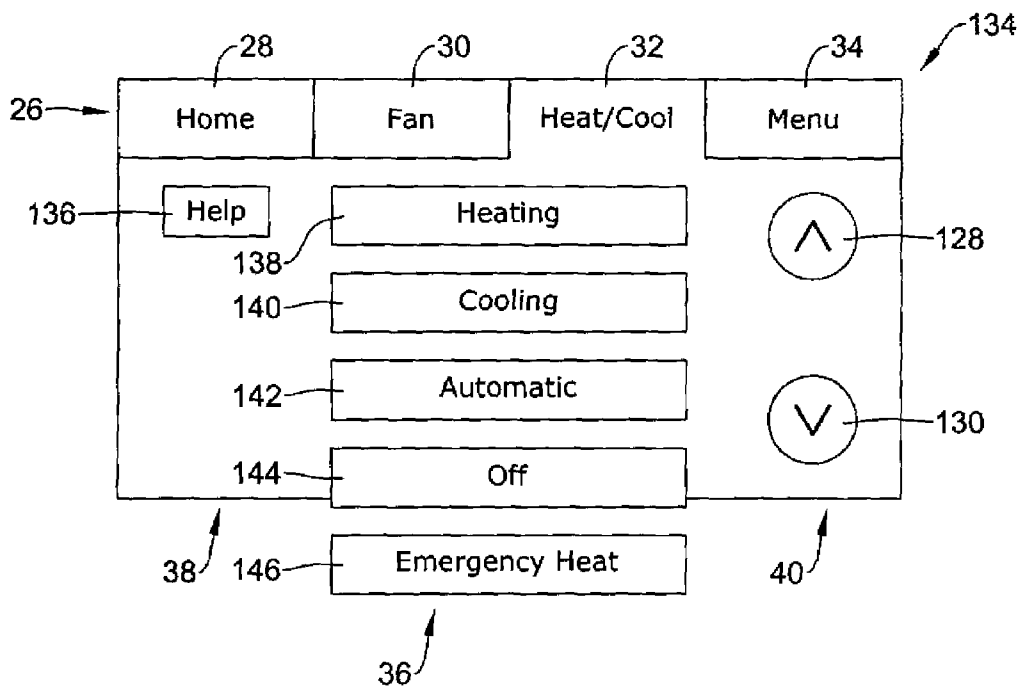 28 30 32 34 134
26 Home Fan Heat/Cool Menu
136 Help Heating 128
138
140 Cooling
142 Automatic 130
144 Off
38 146 Emergency Heat 40
36